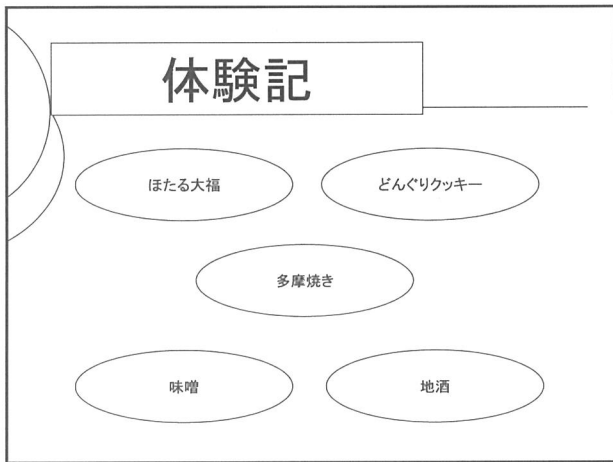 体験記
ほたる大福
どんぐりクッキー
多摩焼き
味噌
地酒